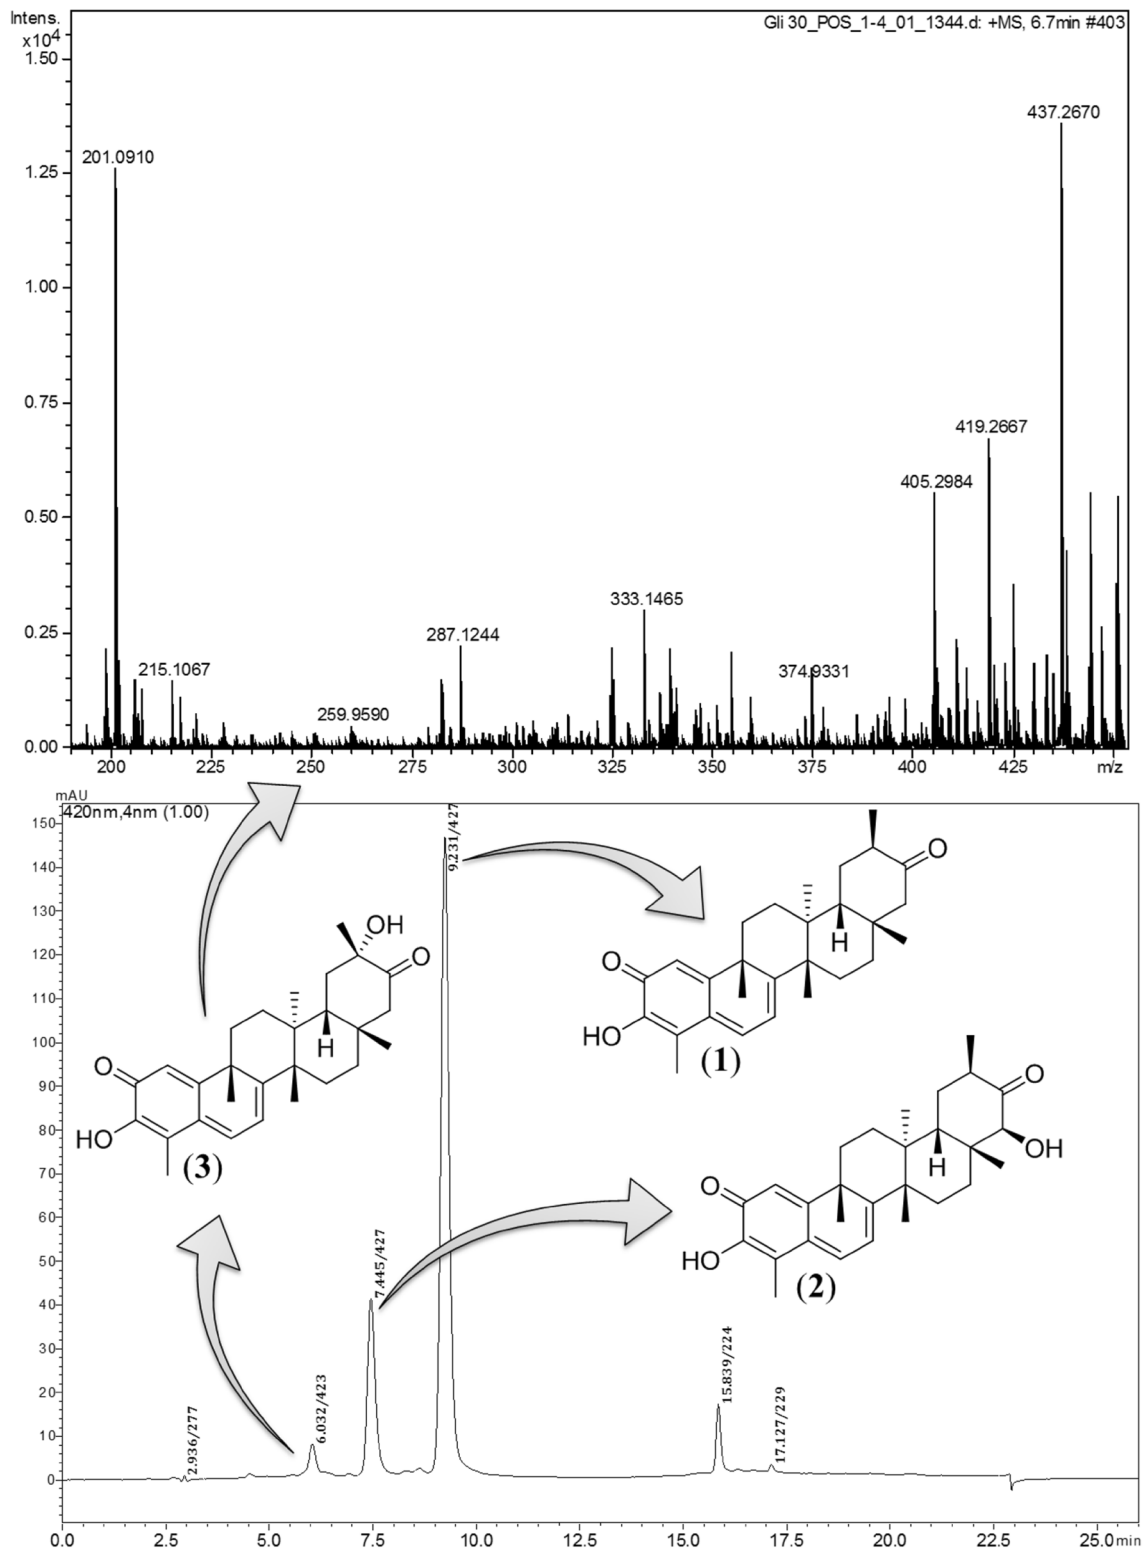 Intens.
x10⁴
Gli 30_POS_1-4_01_1344.d: +MS, 6.7min #403
1.50
1.25
1.00
0.75
0.50
0.25
0.00
201.0910
215.1067
259.9590
287.1244
333.1465
374.9331
405.2984
419.2667
437.2670
200
225
250
275
300
325
350
375
400
425
m/z
mAU
420nm,4nm (1.00)
150
140
130
120
110
100
90
80
70
60
50
40
30
20
10
0
2.936/277
6.032/423
7.445/427
9.231/427
15.839/224
17.127/229
OH
O
H
O
HO
(3)
O
H
O
HO
(1)
O
OH
H
O
HO
(2)
0.0
2.5
5.0
7.5
10.0
12.5
15.0
17.5
20.0
22.5
25.0
min